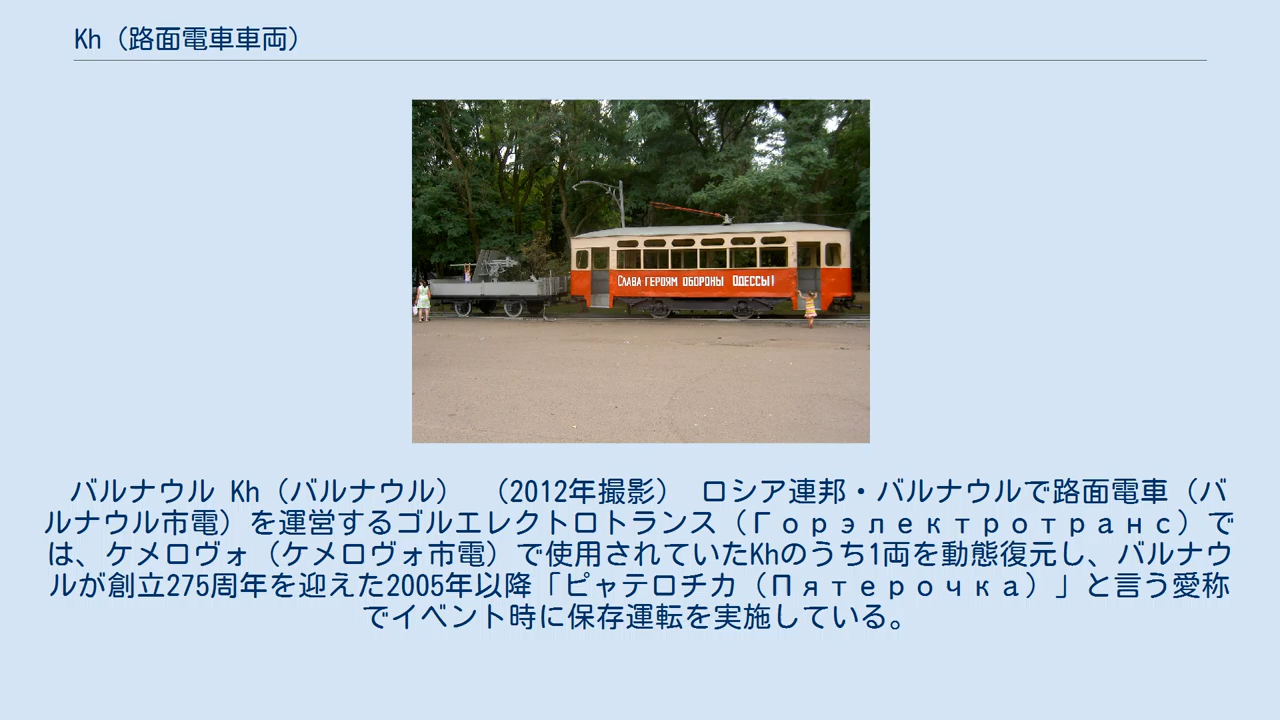 Kh（路面電車車両）
СЛАВА ГЕРОЯМ ОБОРОНЫ ОДЕССЫ!
バルナウル Kh（バルナウル） （2012年撮影） ロシア連邦・バルナウルで路面電車（バ
ルナウル市電）を運営するゴルエレクトロトランス（Горэлектротранс）で
は、ケメロヴォ（ケメロヴォ市電）で使用されていたKhのうち1両を動態復元し、バルナウ
ルが創立275周年を迎えた2005年以降「ピャテロチカ（Пятерочка）」と言う愛称
でイベント時に保存運転を実施している。